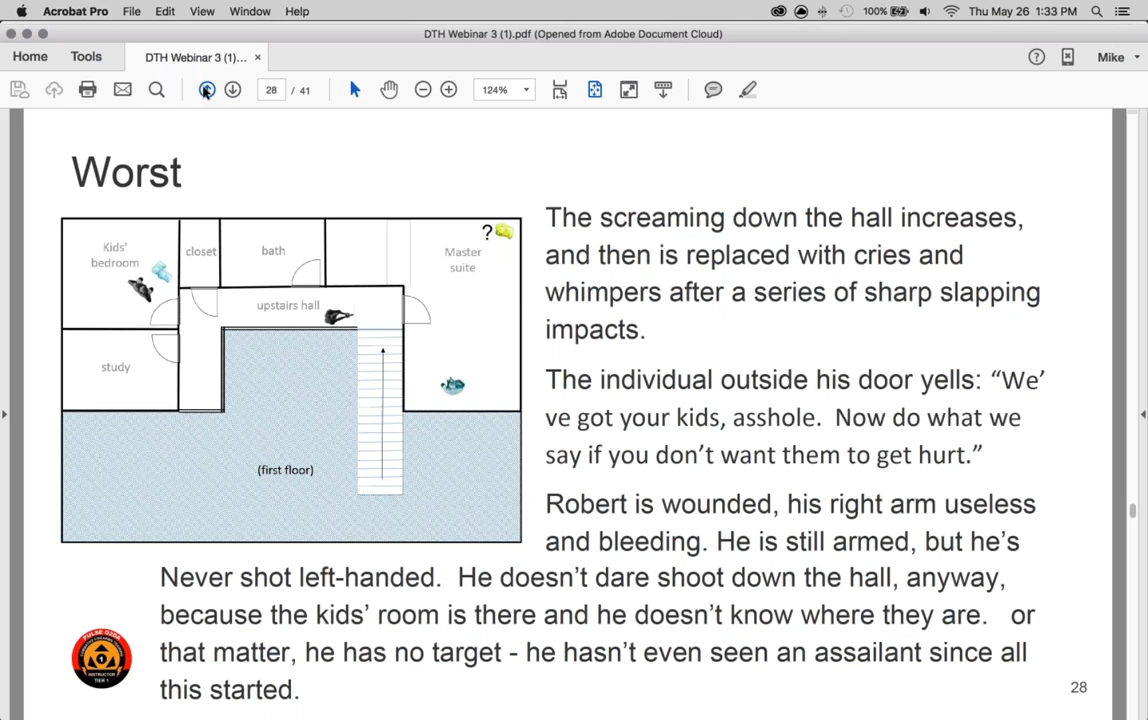 Acrobat Pro File Edit View Window Help 100% Thu May 26 1:33 PM
DTH Webinar 3 (1).pdf (Opened from Adobe Document Cloud)
Home Tools DTH Webinar 3 (1)... × Mike
28 / 41 124%
Worst
Kids'
bedroom
closet
bath
?
Master
suite
upstairs hall
study
(first floor)
The screaming down the hall increases,
and then is replaced with cries and
whimpers after a series of sharp slapping
impacts.
The individual outside his door yells: “We’
ve got your kids, asshole. Now do what we
say if you don’t want them to get hurt.”
Robert is wounded, his right arm useless
and bleeding. He is still armed, but he’s
Never shot left-handed. He doesn’t dare shoot down the hall, anyway,
because the kids’ room is there and he doesn’t know where they are. or
that matter, he has no target - he hasn’t even seen an assailant since all
this started.
PULSE O2DA
1
INSTRUCTOR
TIER 1
28